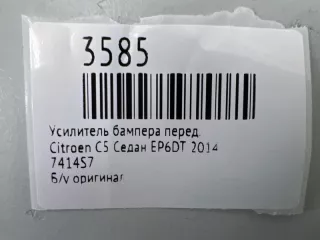 3585
Усилитель бампера перед.
Citroen C5 Седан EP6DT 2014
7414S7
Б/у оригинал